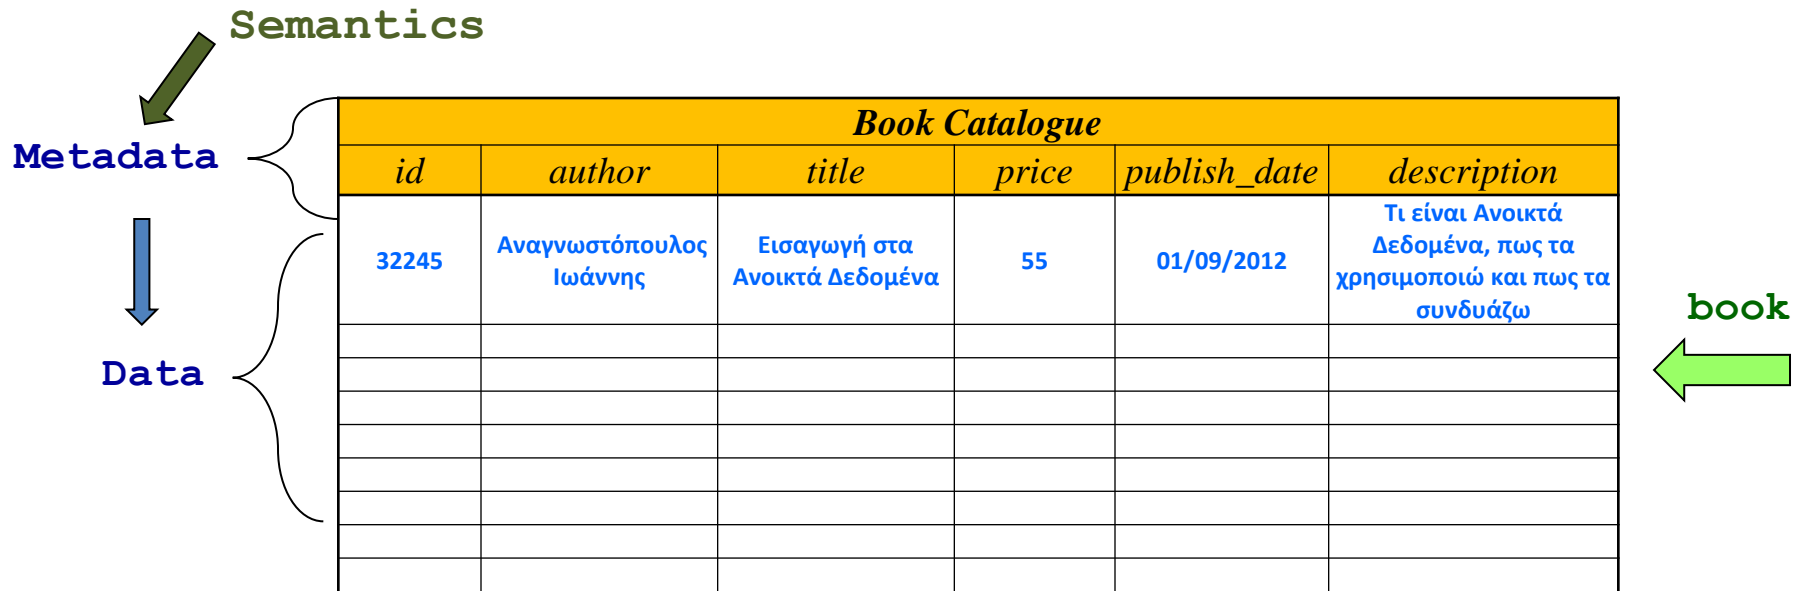 Semantics
Book Catalogue
Metadata
id author title price publish_date description
32245
Αναγνωστόπουλος
Ιωάννης
Εισαγωγή στα
Ανοικτά Δεδομένα
55
01/09/2012
Τι είναι Ανοικτά
Δεδομένα, πως τα
χρησιμοποιώ και πως τα
συνδυάζω
book
Data